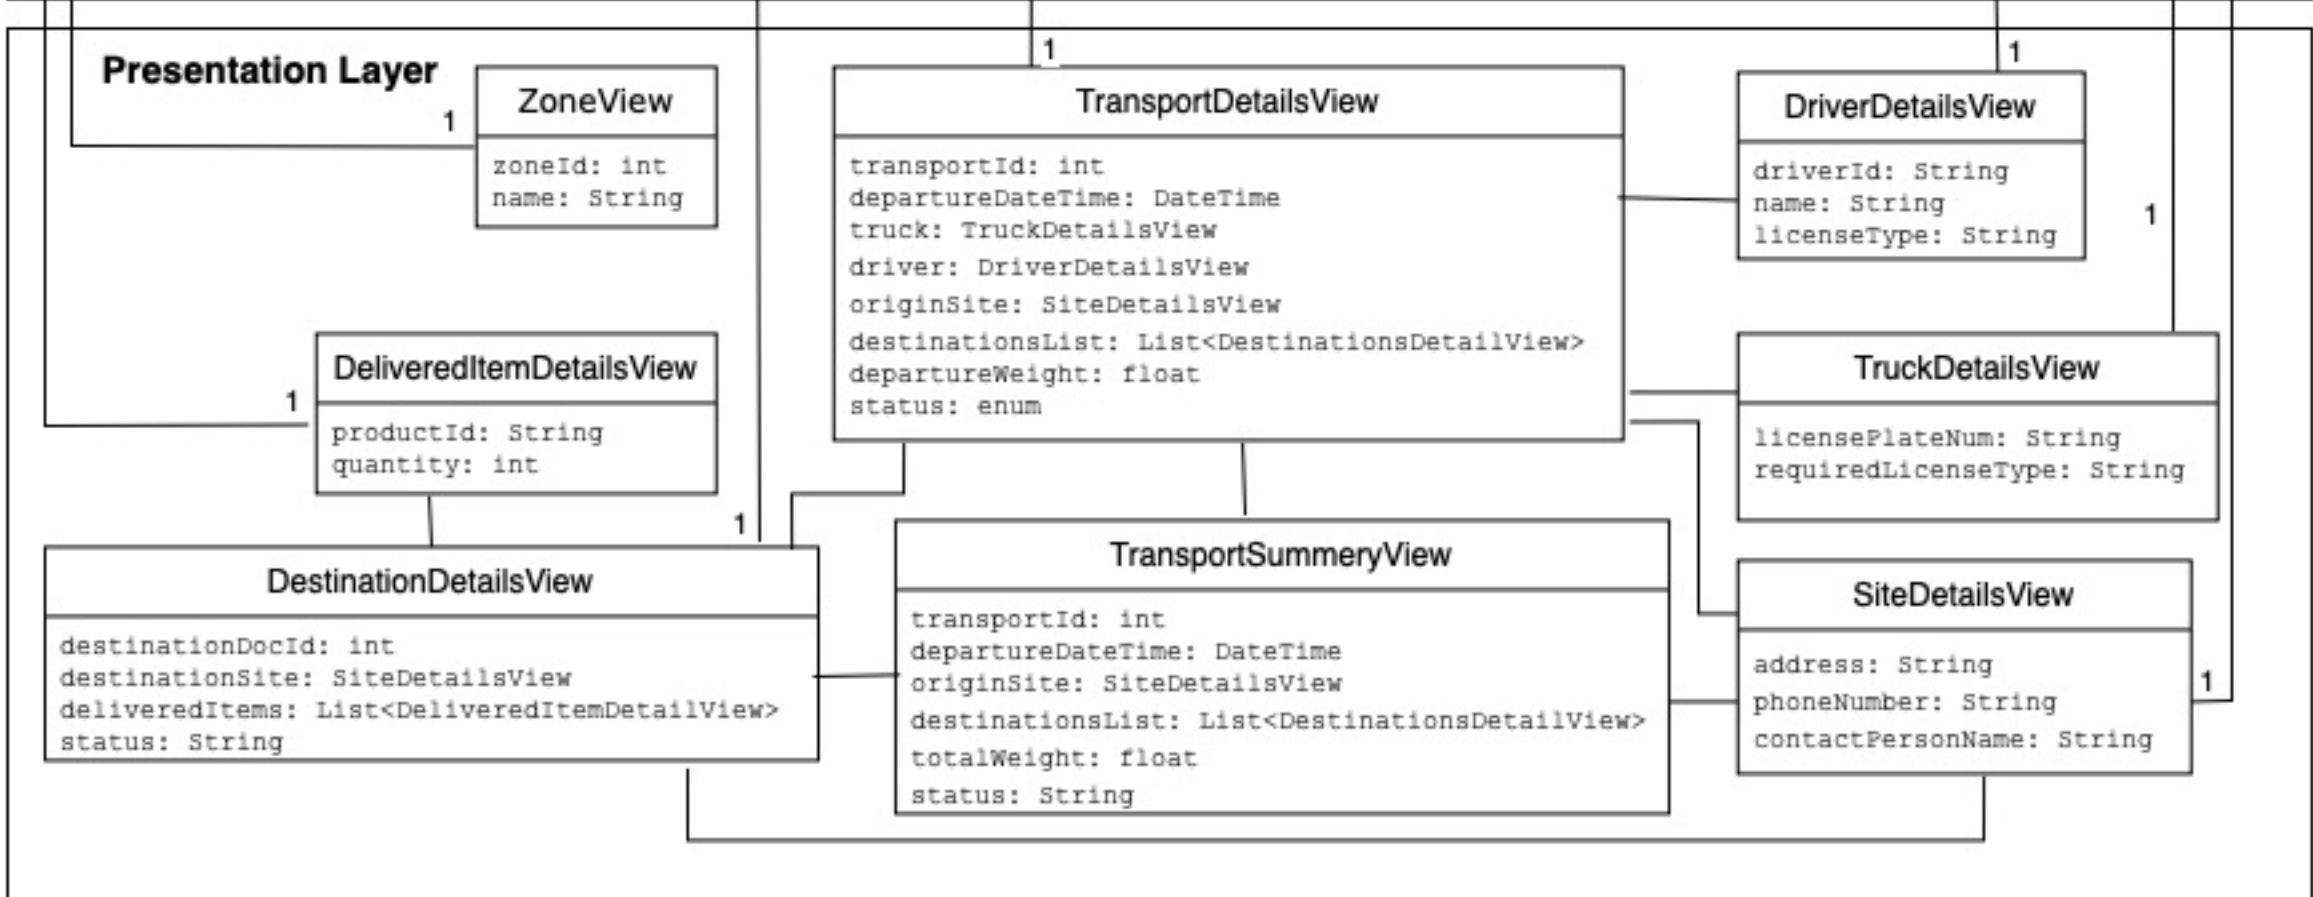 Presentation Layer
1
ZoneView
zoneId: int
name: String
1
TransportDetailsView
transportId: int
departureDateTime: DateTime
truck: TruckDetailsView
driver: DriverDetailsView
originSite: SiteDetailsView
destinationsList: List<DestinationsDetailView>
departureWeight: float
status: enum
1
DriverDetailsView
driverId: String
name: String
licenseType: String
1
1
DeliveredItemDetailsView
productId: String
quantity: int
TruckDetailsView
licensePlateNum: String
requiredLicenseType: String
1
DestinationDetailsView
destinationDocId: int
destinationSite: SiteDetailsView
deliveredItems: List<DeliveredItemDetailView>
status: String
TransportSummeryView
transportId: int
departureDateTime: DateTime
originSite: SiteDetailsView
destinationsList: List<DestinationsDetailView>
totalWeight: float
status: String
SiteDetailsView
address: String
phoneNumber: String
contactPersonName: String
1